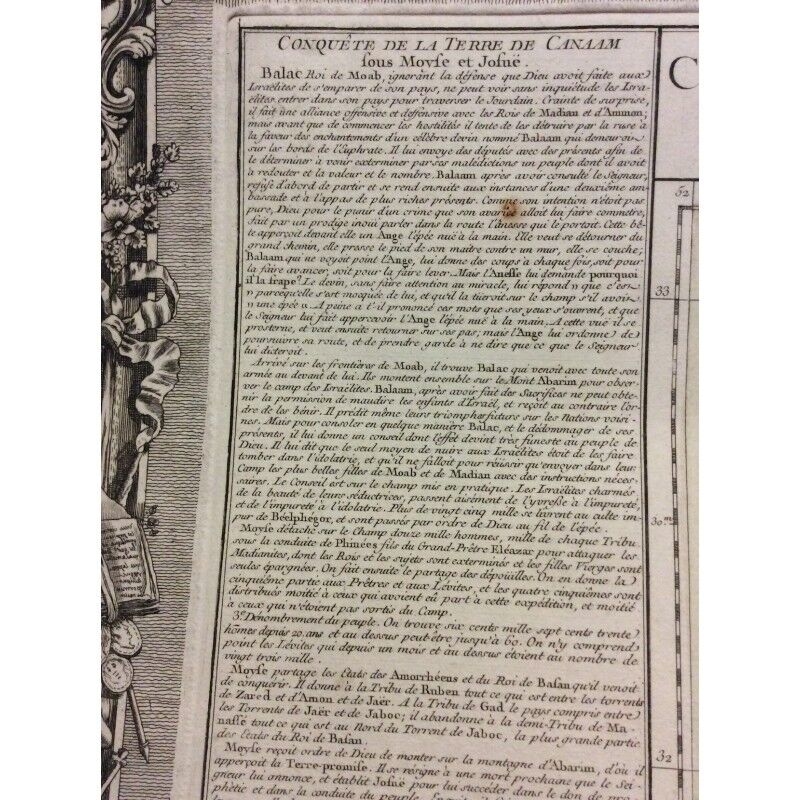 CONQUÊTE DE LA TERRE DE CANAAM
sous Moyse et Josuë.
Balac Roi de Moab, ignorant la défense que Dieu avoit faite aux
Israëlites de s'emparer de son pays, ne peut voir sans inquiétude les Isra-
élites entrer dans son pays pour traverser le Jourdain. Crainte de surprise,
il fait une alliance offensive et deffensive avec les Rois de Madian et d'Ammon;
mais avant que de commencer les hostilités il tente de les détruire par la ruse à
la faveur des enchantements d'un célèbre devin nommé Balaam qui demeuroit
sur les bords de l'Euphrate. Il lui envoye des députés avec des présents afin de
le déterminer à venir exterminer par ses malédictions un peuple dont il avoit
à redouter et la valeur et le nombre. Balaam après avoir consulté le Seigneur,
refuse d'abord de partir et se rend ensuite aux instances d'une deuxième am-
bassade et à l'appas de plus riches présents. Comme son intention n'étoit pas
pure, Dieu pour le punir d'un crime que son avarice alloit lui faire commettre,
fait par un prodige inoui parler dans la route l'ânesse qui le portoit. Cette bê-
te apperçoit devant elle un Ange l'épée nuë à la main. Elle veut se détourner du
grand chemin, elle presse le pied de son maitre contre un mur, elle se couche;
Balaam qui ne voyoit point l'Ange, lui donne des coups à chaque fois, soit pour
la faire avancer, soit pour la faire lever. Mais l'Anesse lui demande pourquoi
il la frape? Le devin, sans faire attention au miracle, lui répond " que c'est
" parcequ'elle s'est mocquée de lui, et qu'il la tüeroit sur le champ s'il avoit
" une épée ". A peine a t-il prononcé ces mots que ses yeux s'ouvrent, et que
le Seigneur lui fait appercevoir l'Ange l'épée nuë à la main. A cette vue il se
prosterne, et veut ensuite retourner sur ses pas; mais l'Ange lui ordonne de
poursuivre sa route, et de prendre garde à ne dire que ce que le Seigneur
lui dicteroit.
Arrivé sur les frontières de Moab, il trouve Balac qui venoit avec toute son
armée au devant de lui. Ils montent ensemble sur le Mont Abarim pour obser-
ver le camp des Israëlites. Balaam, après avoir fait des Sacrifices ne peut obte-
nir la permission de maudire les enfants d'Israël, et reçoit au contraire l'or-
dre de les bénir. Il prédit même leurs triomphes futurs sur les Nations voisi-
nes. Mais pour consoler en quelque manière Balac, et le dédommager de ses
présents, il lui donne un conseil dont l'effet devint très funeste au peuple de
Dieu. Il lui dit que le seul moyen de nuire aux Israëlites étoit de les faire
tomber dans l'idolatrie, et qu'il ne falloit pour réussir qu'envoyer dans leur
Camp les plus belles filles de Moab et de Madian avec des instructions néces-
saires. Le Conseil est sur le champ mis en pratique. Les Israëlites charmés
de la beauté de leurs séductrices, passent aisément de l'yvresse à l'impureté,
et de l'impureté à l'idolatrie. Plus de vingt cinq mille se livrent au culte im-
pur de Béelphégor, et sont passés par ordre de Dieu au fil de l'épée.
Moyse détache sur le Champ douze mille hommes, mille de chaque Tribu
sous la conduite de Phinées fils du Grand-Prêtre Eléazar pour attaquer les
Madianites, dont les Rois et les sujets sont exterminés et les filles Vierges sont
seules épargnées. On fait ensuite le partage des dépouilles. On en donne la
cinquième partie aux Prêtres et aux Lévites, et les quatre cinquièmes sont
distribués moitié à ceux qui avoient eû part à cette expédition, et moitié
à ceux qui n'étoient pas sortis du Camp.
3e. Dénombrement du peuple. On trouve six cents mille sept cents trente
homes depuis 20. ans et au dessus peut être jusqu'à 60. On n'y comprend
point les Lévites qui depuis un mois et au dessus étoient au nombre de
vingt trois mille.
Moyse partage les Etats des Amorrhéens et du Roi de Basan qu'il venoit
de conquérir. Il donne à la Tribu de Ruben tout ce qui est entre les torrents
de Zared et d'Arnon et de Jaër. A la Tribu de Gad le pays compris entre
les Torrents de Jaër et de Jaboc; il abandonne à la demi-Tribu de Ma-
nassé tout ce qui est au Nord du Torrent de Jaboc, la plus grande partie
des Etats du Roi de Basan.
Moyse reçoit ordre de Dieu de monter sur la montagne d'Abarim, d'où il
apperçoit la Terre-promise. Il se résigne à une mort prochaine que le Sei-
gneur lui annonce, et établit Josué pour lui succéder dans le don de pro-
phétie et dans la conduite du peuple.
C
52
33
30.m
32